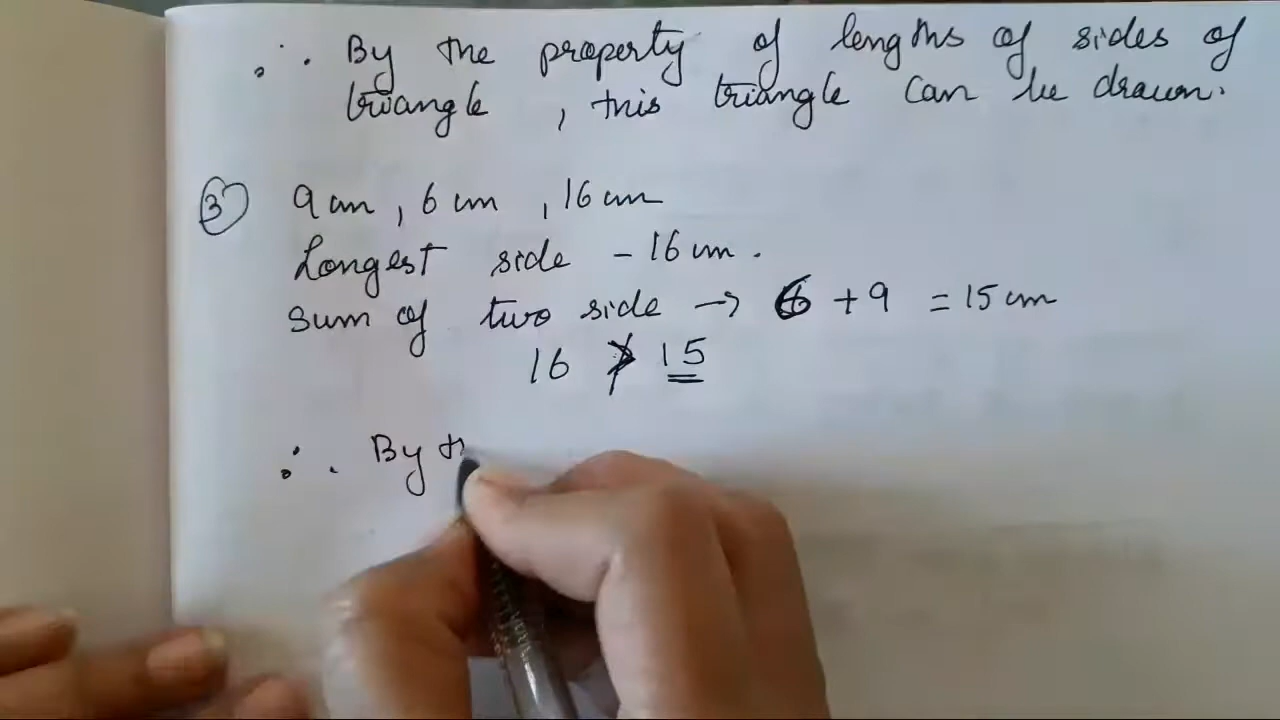 ∴ By the property of lengths of sides of
triangle , this triangle can be drawn.
③ 9 cm , 6 cm , 16 cm
Longest side - 16 cm .
Sum of two side → 6 + 9 = 15 cm
16 15
∴ By